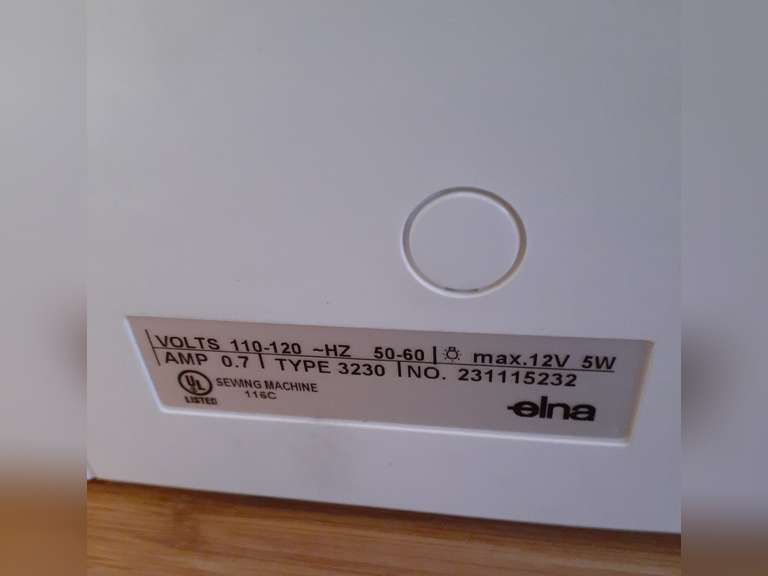 VOLTS 110-120 ~HZ 50-60 max.12V 5W
AMP 0.7 TYPE 3230 NO. 231115232
UL LISTED
SEWING MACHINE
116C
elna